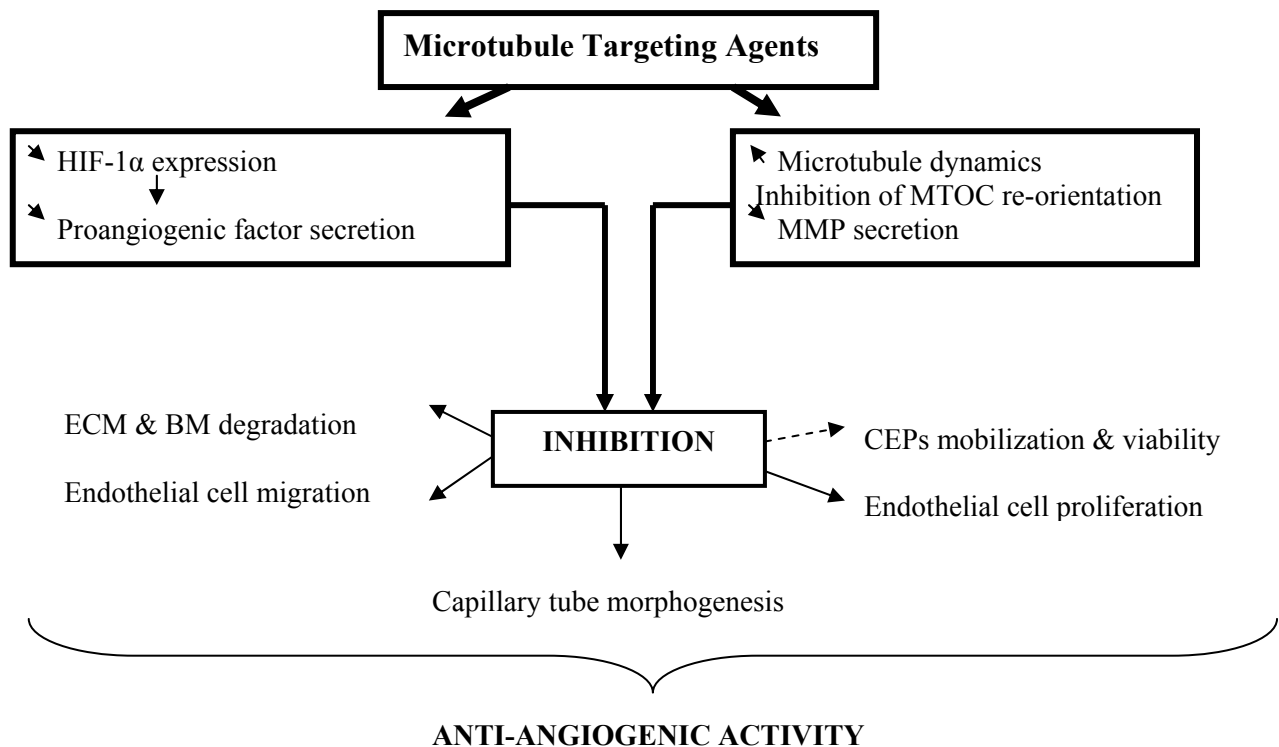 Microtubule Targeting Agents
HIF-1α expression
Proangiogenic factor secretion
Microtubule dynamics
Inhibition of MTOC re-orientation
MMP secretion
INHIBITION
ECM & BM degradation
Endothelial cell migration
CEPs mobilization & viability
Endothelial cell proliferation
Capillary tube morphogenesis
ANTI-ANGIOGENIC ACTIVITY